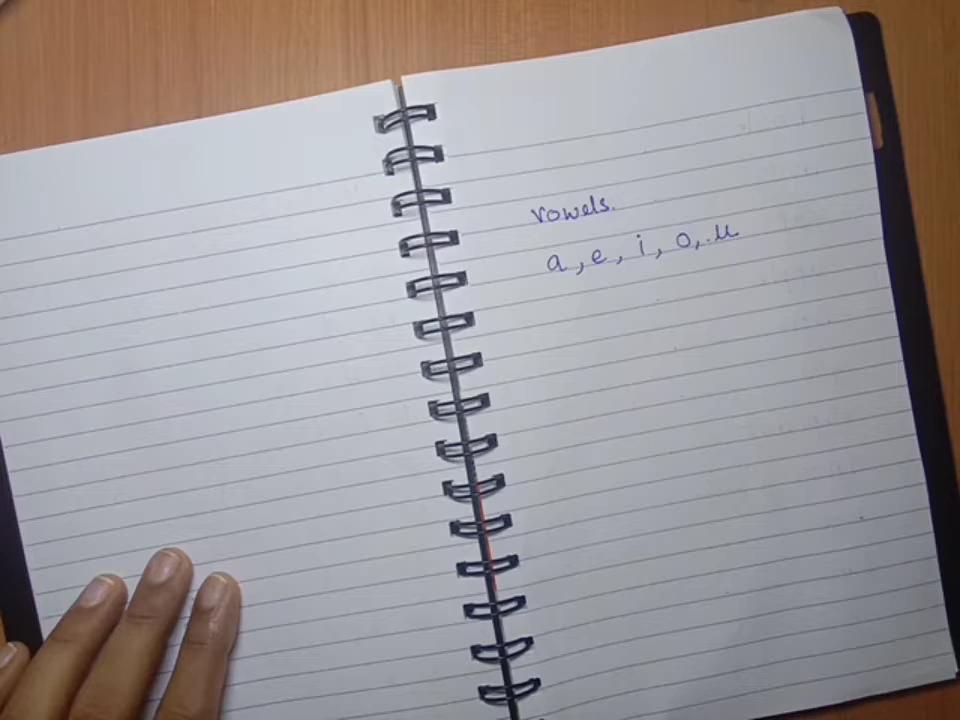 vowels.
a, e, i, o, u